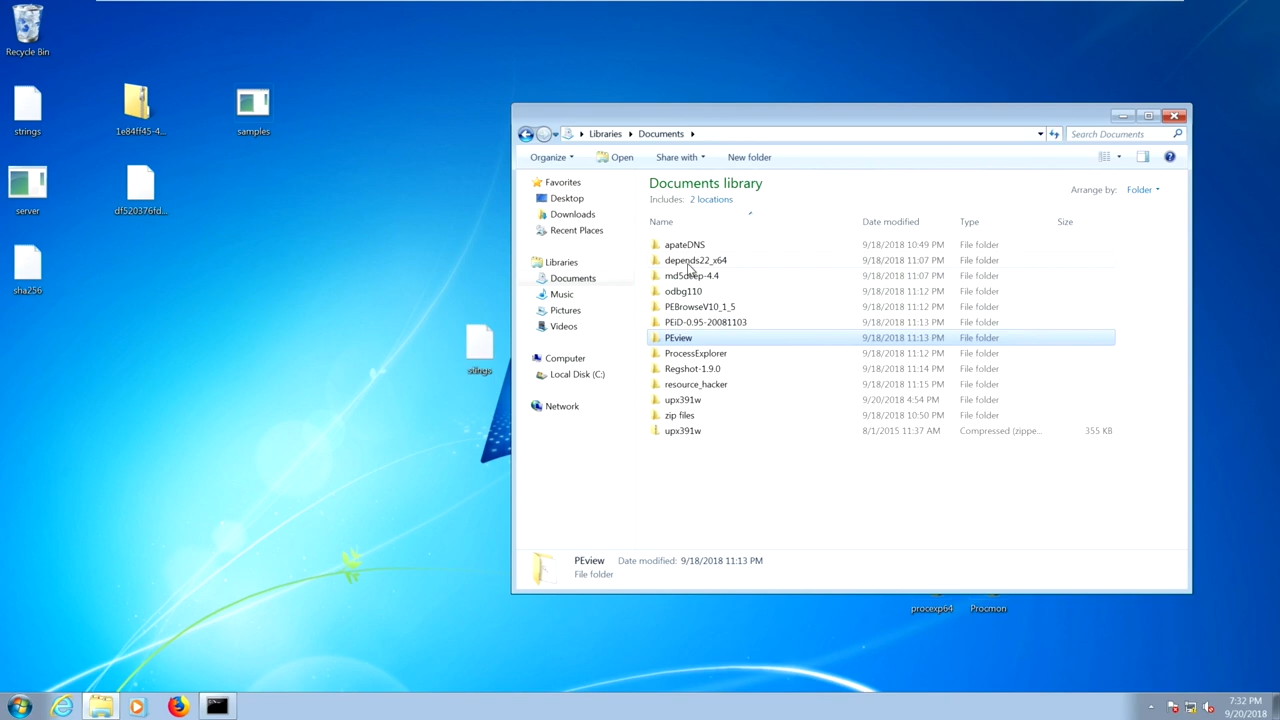 Recycle Bin
strings
1e84ff45-4...
samples
server
df520376fd...
sha256
stings
Libraries
Documents
Search Documents
Organize
Open
Share with
New folder
Favorites
Desktop
Downloads
Recent Places
Libraries
Documents
Music
Pictures
Videos
Computer
Local Disk (C:)
Network
Documents library
Includes: 2 locations
Arrange by: Folder
Name Date modified Type Size
apateDNS 9/18/2018 10:49 PM File folder
depends22_x64 9/18/2018 11:07 PM File folder
md5deep-4.4 9/18/2018 11:07 PM File folder
odbg110 9/18/2018 11:12 PM File folder
PEBrowseV10_1_5 9/18/2018 11:12 PM File folder
PEiD-0.95-20081103 9/18/2018 11:13 PM File folder
PEview 9/18/2018 11:13 PM File folder
ProcessExplorer 9/18/2018 11:12 PM File folder
Regshot-1.9.0 9/18/2018 11:14 PM File folder
resource_hacker 9/18/2018 11:15 PM File folder
upx391w 9/20/2018 4:54 PM File folder
zip files 9/18/2018 10:50 PM File folder
upx391w 8/1/2015 11:37 AM Compressed (zippe... 355 KB
PEview Date modified: 9/18/2018 11:13 PM
File folder
procexp64
Procmon
7:32 PM
9/20/2018